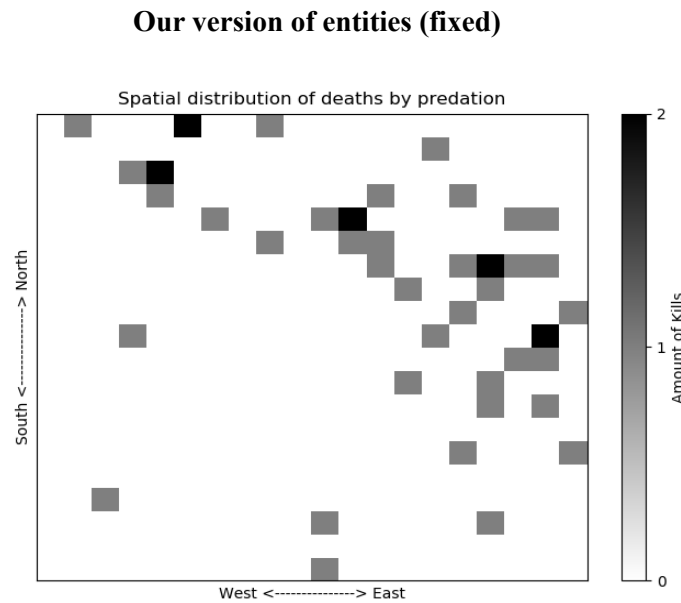 Our version of entities (fixed)
Spatial distribution of deaths by predation
South <---------------> North
West <---------------> East
2
1
0
Amount of Kills